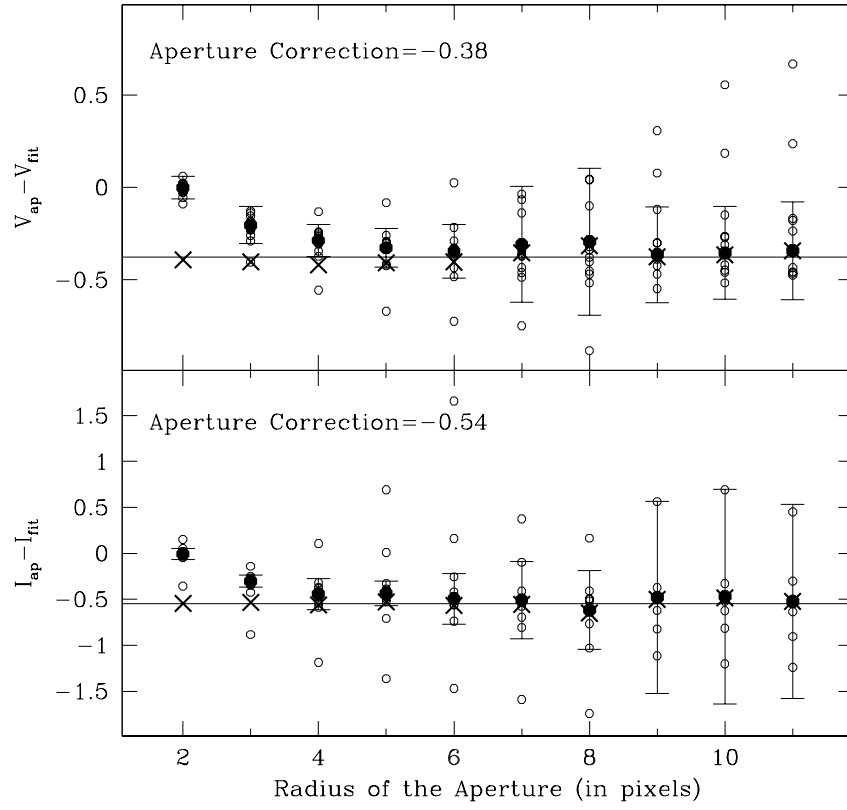 Aperture Correction=−0.38
0.5
0
−0.5
V_ap−V_fit
Aperture Correction=−0.54
1.5
1
0.5
0
−0.5
−1
−1.5
I_ap−I_fit
2 4 6 8 10
Radius of the Aperture (in pixels)